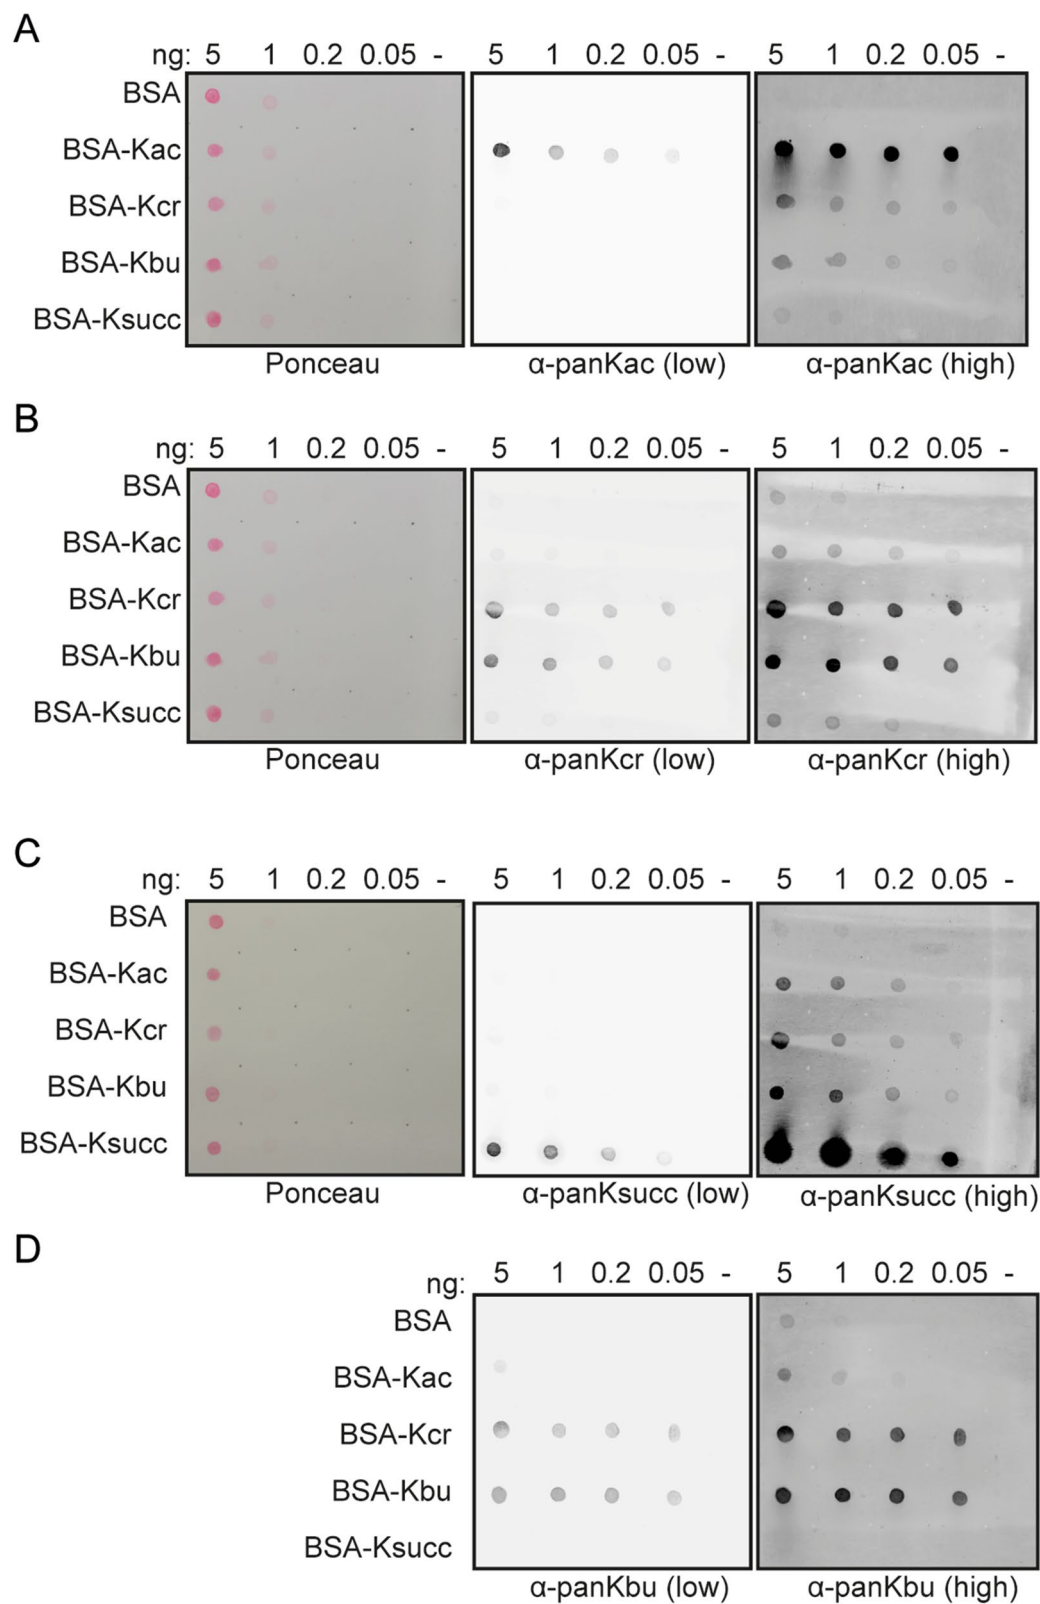 A
ng: 5 1 0.2 0.05 - 5 1 0.2 0.05 - 5 1 0.2 0.05 -
BSA
BSA-Kac
BSA-Kcr
BSA-Kbu
BSA-Ksucc
Ponceau α-panKac (low) α-panKac (high)
B
ng: 5 1 0.2 0.05 - 5 1 0.2 0.05 - 5 1 0.2 0.05 -
BSA
BSA-Kac
BSA-Kcr
BSA-Kbu
BSA-Ksucc
Ponceau α-panKcr (low) α-panKcr (high)
C
ng: 5 1 0.2 0.05 - 5 1 0.2 0.05 - 5 1 0.2 0.05 -
BSA
BSA-Kac
BSA-Kcr
BSA-Kbu
BSA-Ksucc
Ponceau α-panKsucc (low) α-panKsucc (high)
D
ng: 5 1 0.2 0.05 - 5 1 0.2 0.05 -
BSA
BSA-Kac
BSA-Kcr
BSA-Kbu
BSA-Ksucc
α-panKbu (low) α-panKbu (high)